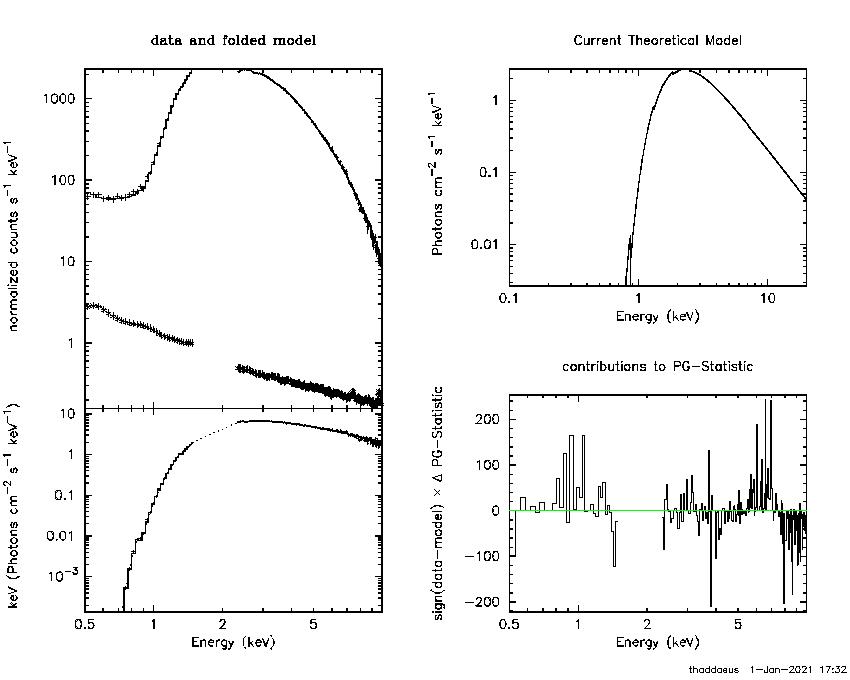 data and folded model
normalized counts s⁻¹ keV⁻¹
1000
100
10
1
keV (Photons cm⁻² s⁻¹ keV⁻¹)
10
1
0.1
0.01
10⁻³
0.5 1 2 5
Energy (keV)
Current Theoretical Model
Photons cm⁻² s⁻¹ keV⁻¹
1
0.1
0.01
0.1 1 10
Energy (keV)
contributions to PG-Statistic
sign(data-model) × Δ PG-Statistic
200
100
0
-100
-200
0.5 1 2 5
Energy (keV)
thaddaeus 1-Jan-2021 17:32